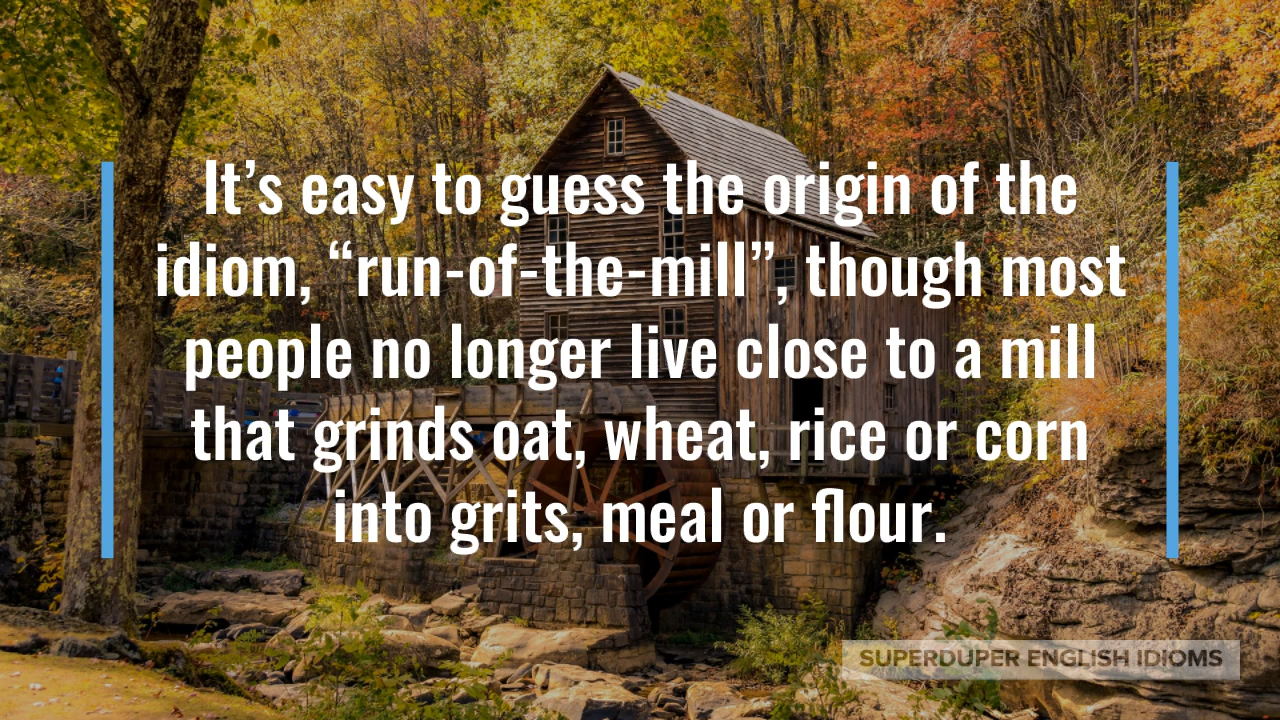 It’s easy to guess the origin of the
idiom, “run-of-the-mill”, though most
people no longer live close to a mill
that grinds oat, wheat, rice or corn
into grits, meal or flour.
SUPERDUPER ENGLISH IDIOMS